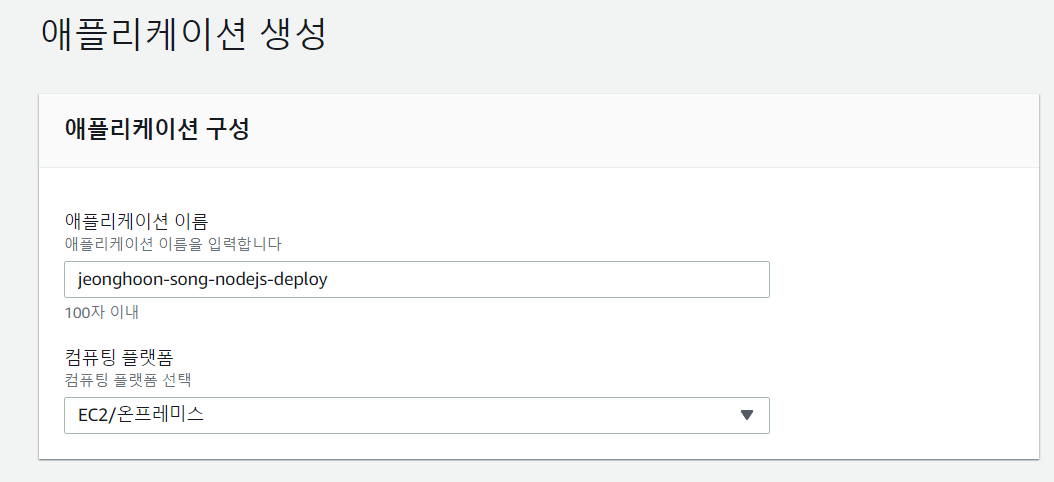 애플리케이션 생성
애플리케이션 구성
애플리케이션 이름
애플리케이션 이름을 입력합니다
jeonghoon-song-nodejs-deploy
100자 이내
컴퓨팅 플랫폼
컴퓨팅 플랫폼 선택
EC2/온프레미스